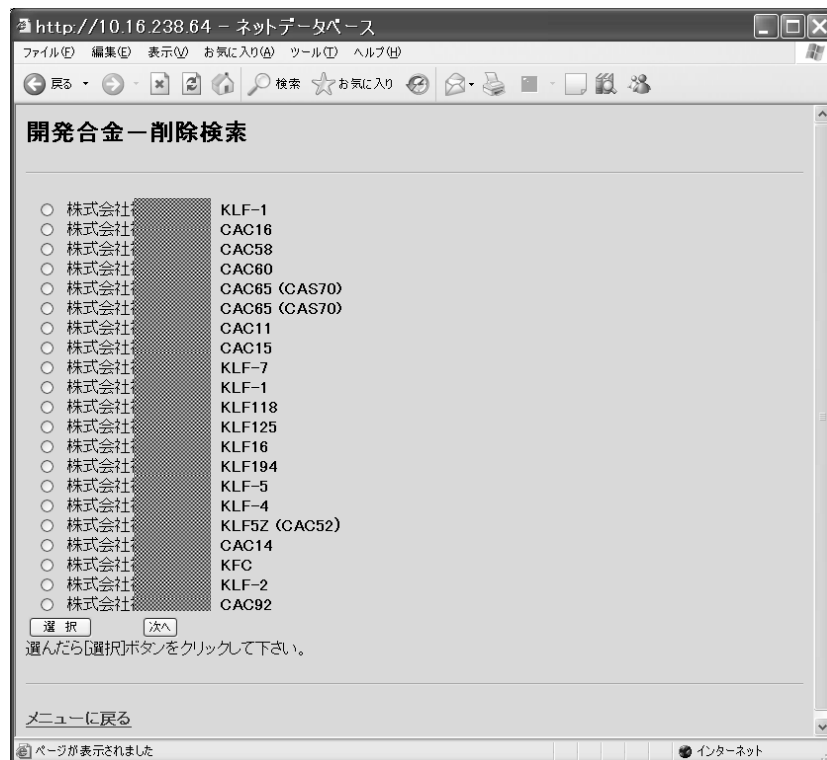 http://10.16.238.64 - ネットデータベース
ファイル(F) 編集(E) 表示(V) お気に入り(A) ツール(T) ヘルプ(H)
戻る 検索 お気に入り
開発合金－削除検索
株式会社 KLF-1
株式会社 CAC16
株式会社 CAC58
株式会社 CAC60
株式会社 CAC65 (CAS70)
株式会社 CAC65 (CAS70)
株式会社 CAC11
株式会社 CAC15
株式会社 KLF-7
株式会社 KLF-1
株式会社 KLF118
株式会社 KLF125
株式会社 KLF16
株式会社 KLF194
株式会社 KLF-5
株式会社 KLF-4
株式会社 KLF5Z (CAC52)
株式会社 CAC14
株式会社 KFC
株式会社 KLF-2
株式会社 CAC92
選択 次へ
選んだら[選択]ボタンをクリックして下さい。
メニューに戻る
ページが表示されました インターネット